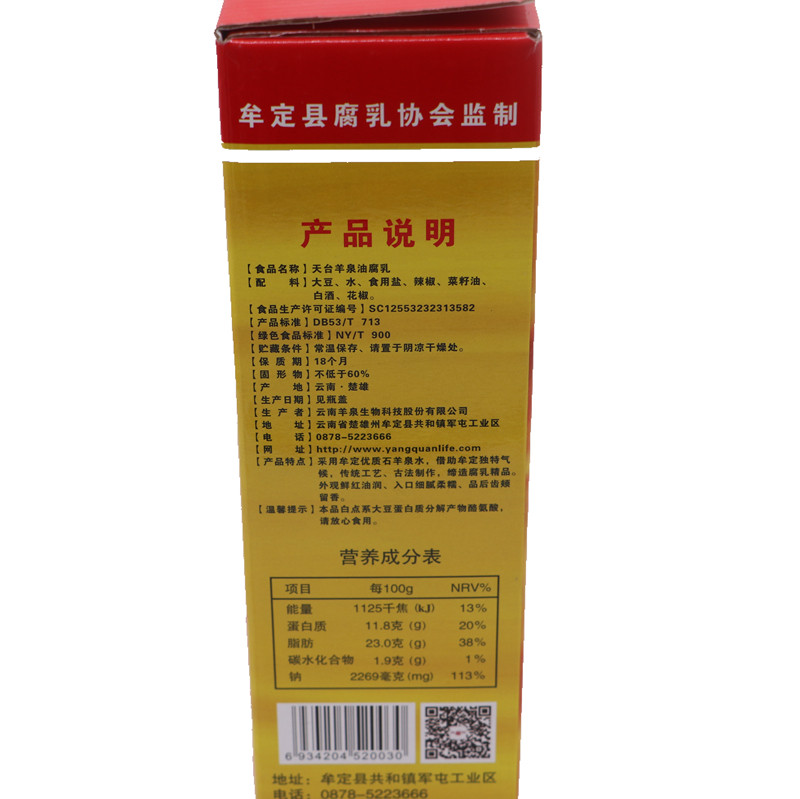 牟定县腐乳协会监制
产品说明
【食品名称】天台羊泉油腐乳
【配 料】大豆、水、食用盐、辣椒、菜籽油、
白酒、花椒。
【食品生产许可证编号】SC12553232313582
【产品标准】DB53/T 713
【绿色食品标准】NY/T 900
【贮藏条件】常温保存、请置于阴凉干燥处。
【保 质 期】18个月
【固 形 物】不低于60%
【产 地】云南·楚雄
【生产日期】见瓶盖
【生 产 者】云南羊泉生物科技股份有限公司
【地 址】云南省楚雄州牟定县共和镇军屯工业区
【电 话】0878-5223666
【网 址】http://www.yangquanlife.com
【产品特点】采用牟定优质石羊泉水，借助牟定独特气
候，传统工艺、古法制作，缔造腐乳精品。
外观鲜红油润、入口细腻柔糯、品后齿颊
留香。
【温馨提示】本品白点系大豆蛋白质分解产物酪氨酸，
请放心食用。
营养成分表
项目 每100g NRV%
能量 1125千焦(kJ) 13%
蛋白质 11.8克(g) 20%
脂肪 23.0克(g) 38%
碳水化合物 1.9克(g) 1%
钠 2269毫克(mg) 113%
6 934204 520030
地址：牟定县共和镇军屯工业区
电话：0878-5223666